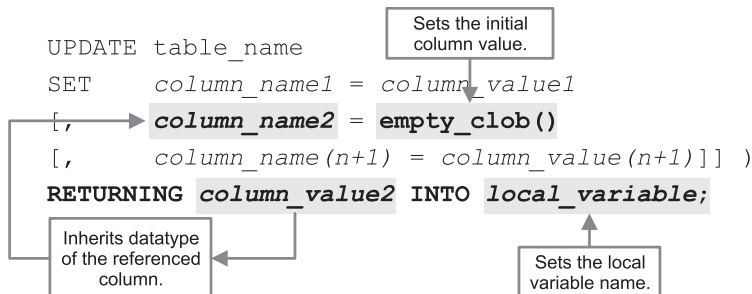 Sets the initial
column value.
UPDATE table_name
SET column_name1 = column_value1
[, column_name2 = empty_clob()
[, column_name(n+1) = column_value(n+1)]] )
RETURNING column_value2 INTO local_variable;
Inherits datatype
of the referenced
column.
Sets the local
variable name.